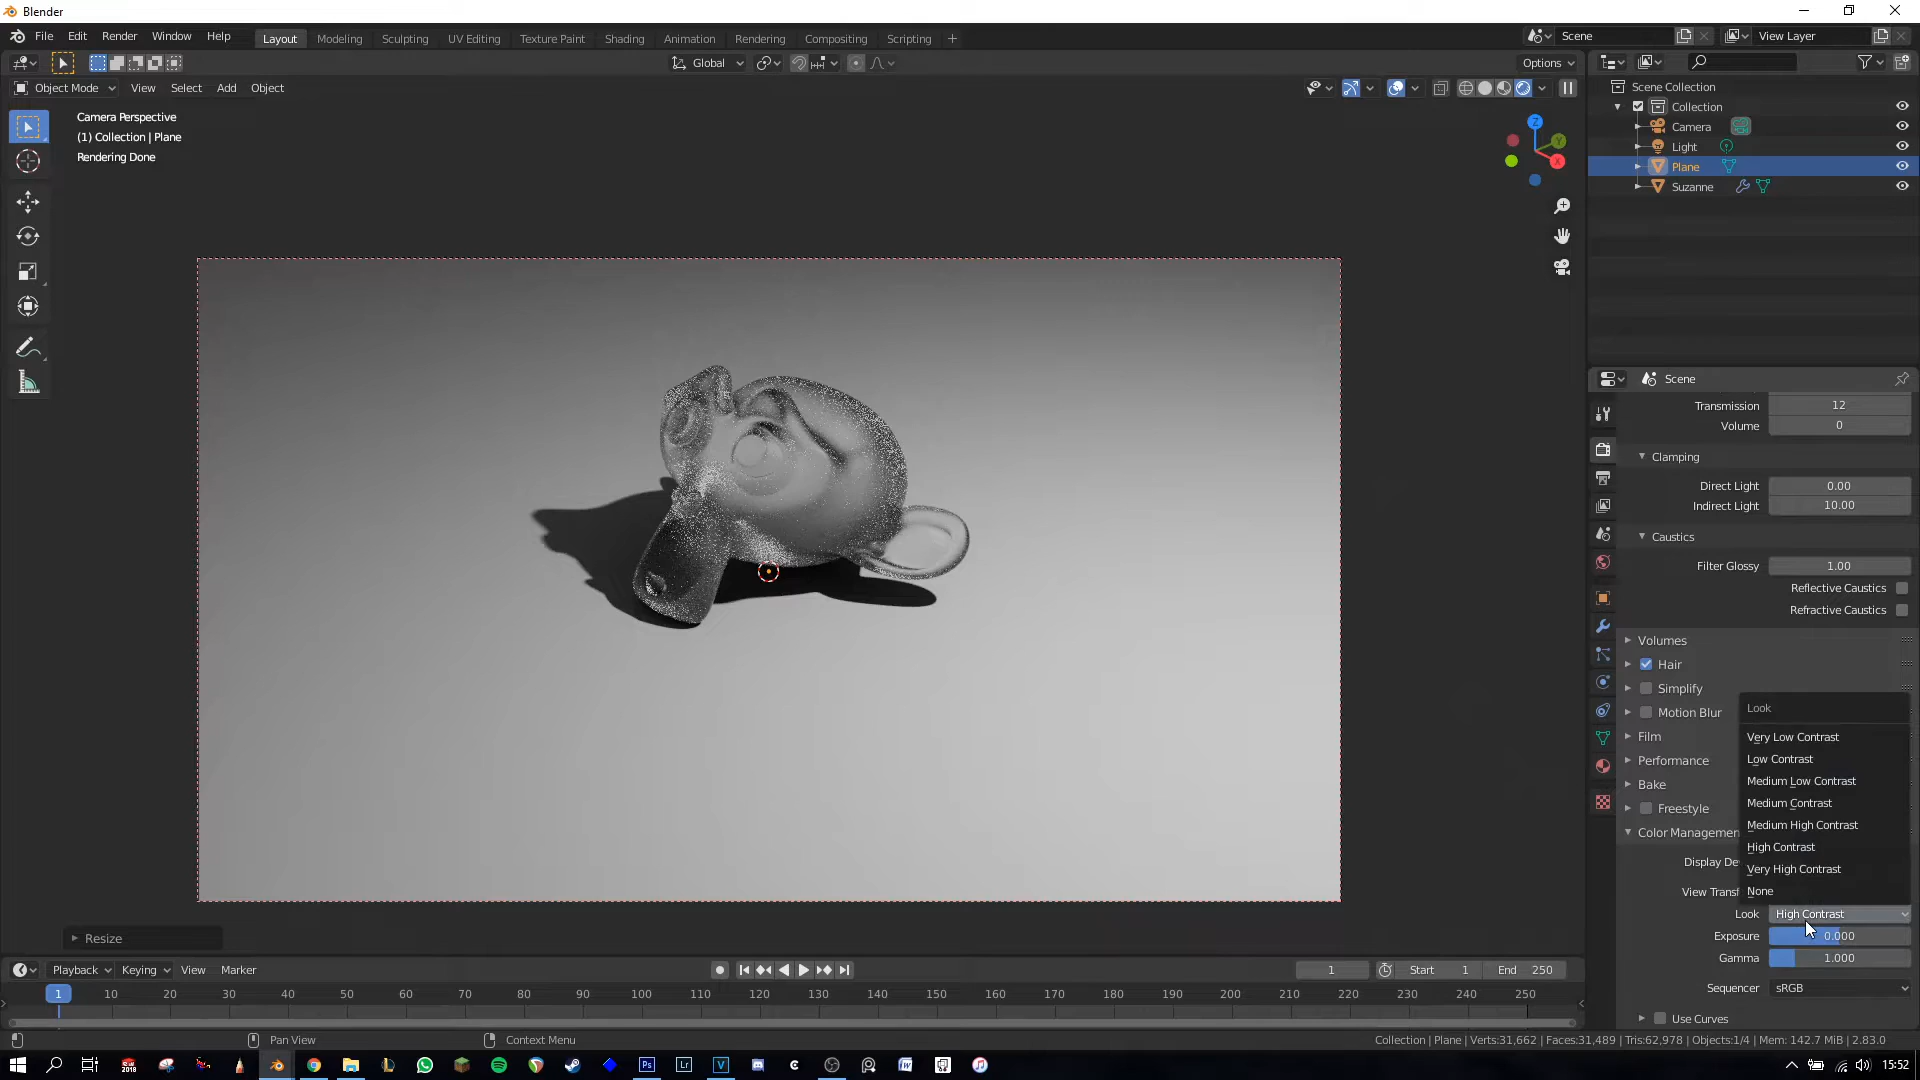 Blender
File Edit Render Window Help
Layout Modeling Sculpting UV Editing Texture Paint Shading Animation Rendering Compositing Scripting
Scene
View Layer
Global
Options
Object Mode View Select Add Object
Camera Perspective
(1) Collection | Plane
Rendering Done
Z
Y
X
Scene Collection
Collection
Camera
Light
Plane
Suzanne
Scene
Transmission 12
Volume 0
Clamping
Direct Light 0.00
Indirect Light 10.00
Caustics
Filter Glossy 1.00
Reflective Caustics
Refractive Caustics
Volumes
Hair
Simplify
Motion Blur
Film
Performance
Bake
Freestyle
Color Managemen
Display De
View Transf
Look
Very Low Contrast
Low Contrast
Medium Low Contrast
Medium Contrast
Medium High Contrast
High Contrast
Very High Contrast
None
Look High Contrast
Exposure 0.000
Gamma 1.000
Sequencer sRGB
Use Curves
Resize
Playback Keying View Marker
1 Start 1 End 250
1 10 20 30 40 50 60 70 80 90 100 110 120 130 140 150 160 170 180 190 200 210 220 230 240 250
Pan View
Context Menu
Collection | Plane | Verts:31,662 | Faces:31,489 | Tris:62,978 | Objects:1/4 | Mem: 142.7 MiB | 2.83.0
2018
Ps
Lr
V
15:52